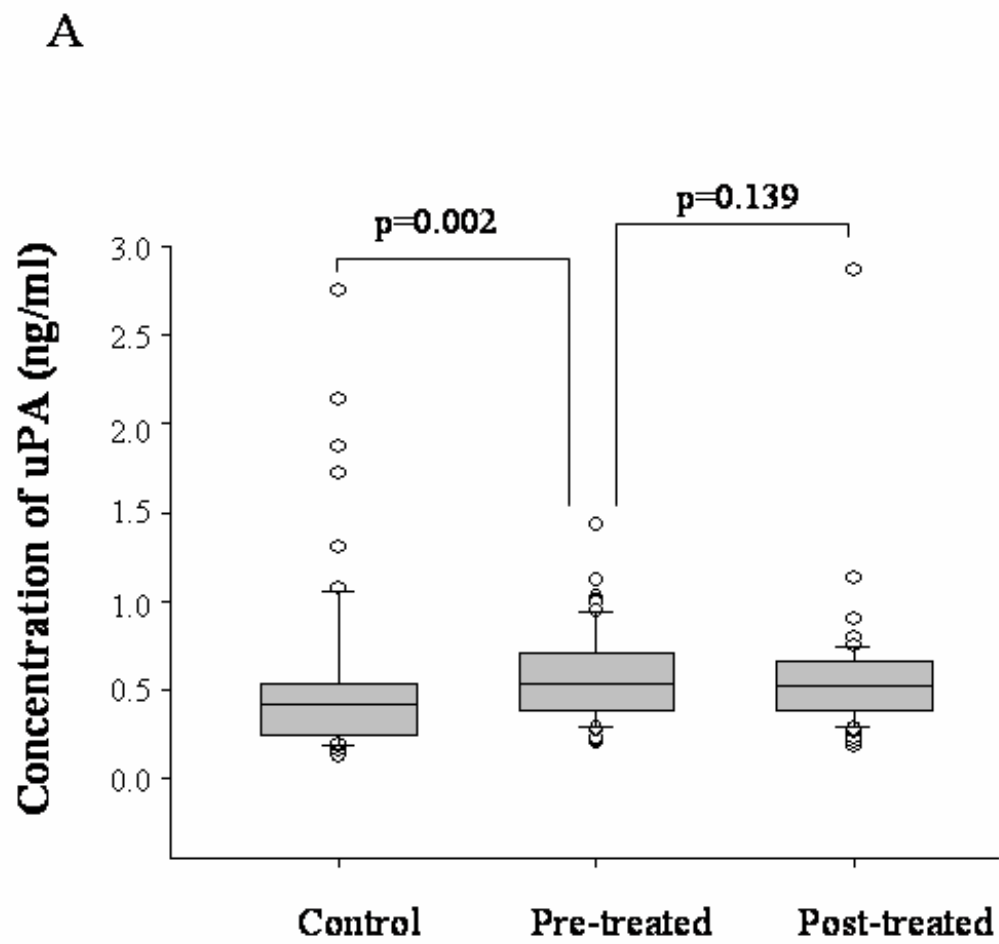 A
p=0.002
p=0.139
Concentration of uPA (ng/ml)
3.0
2.5
2.0
1.5
1.0
0.5
0.0
Control
Pre-treated
Post-treated